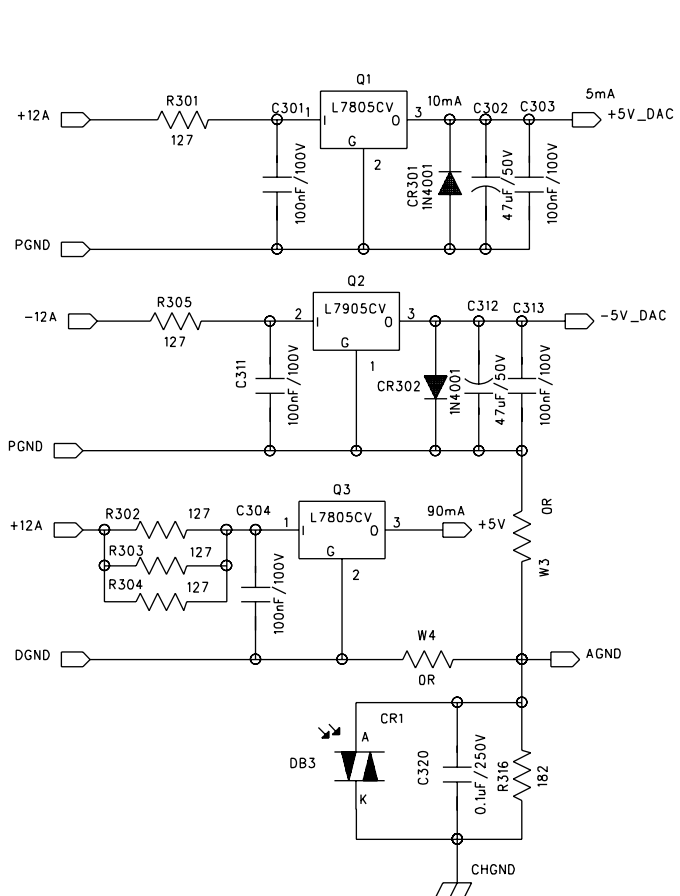 Q1
R301
C301
L7805CV
10mA
C302
C303
5mA
+12A
127
1
I
O
3
+5V_DAC
G
2
100nF/100V
CR301
1N4001
47uF/50V
100nF/100V
PGND
Q2
R305
L7905CV
C312
C313
-12A
127
2
I
O
3
-5V_DAC
G
1
C311
100nF/100V
CR302
1N4001
47uF/50V
100nF/100V
PGND
Q3
R302
127
C304
L7805CV
90mA
+12A
1
I
O
3
+5V
G
2
R303
127
R304
127
100nF/100V
0R
W3
DGND
W4
0R
AGND
CR1
A
DB3
K
C320
0.1uF/250V
R316
182
CHGND